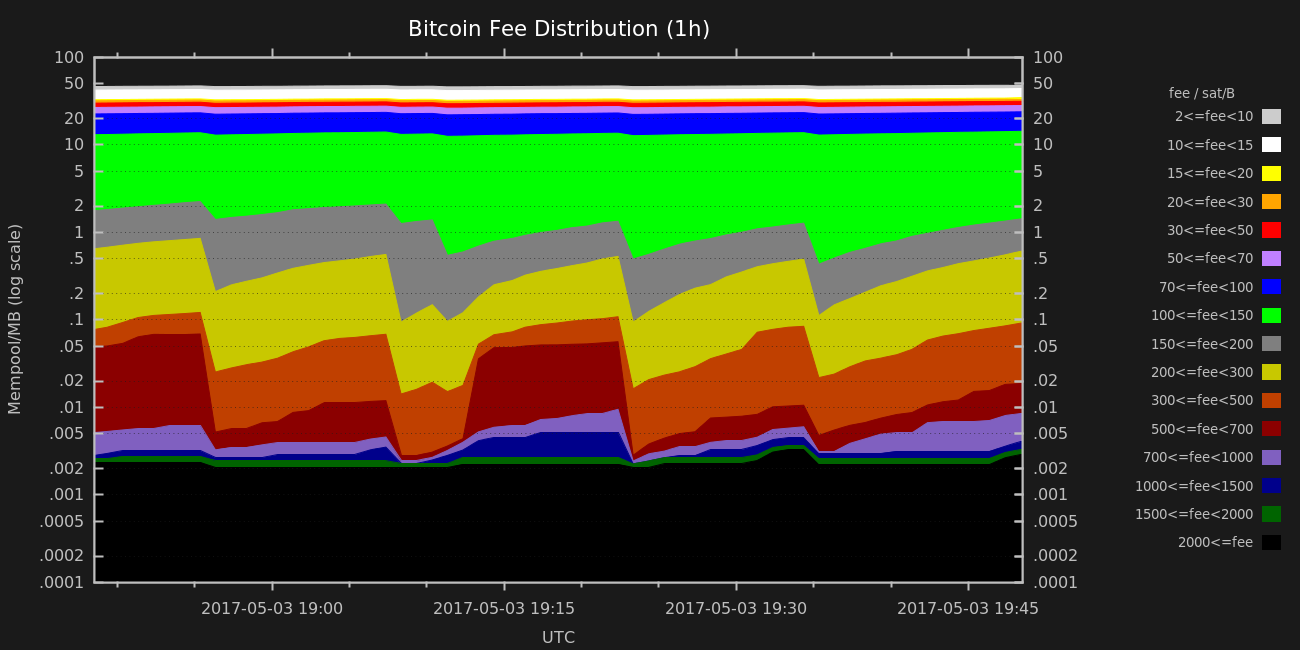 Bitcoin Fee Distribution (1h)
100 100
50 50
20 20
10 10
5 5
2 2
1 1
.5 .5
.2 .2
.1 .1
.05 .05
.02 .02
.01 .01
.005 .005
.002 .002
.001 .001
.0005 .0005
.0002 .0002
.0001 .0001
Mempool/MB (log scale)
2017-05-03 19:00 2017-05-03 19:15 2017-05-03 19:30 2017-05-03 19:45
UTC
fee / sat/B
2<=fee<10
10<=fee<15
15<=fee<20
20<=fee<30
30<=fee<50
50<=fee<70
70<=fee<100
100<=fee<150
150<=fee<200
200<=fee<300
300<=fee<500
500<=fee<700
700<=fee<1000
1000<=fee<1500
1500<=fee<2000
2000<=fee